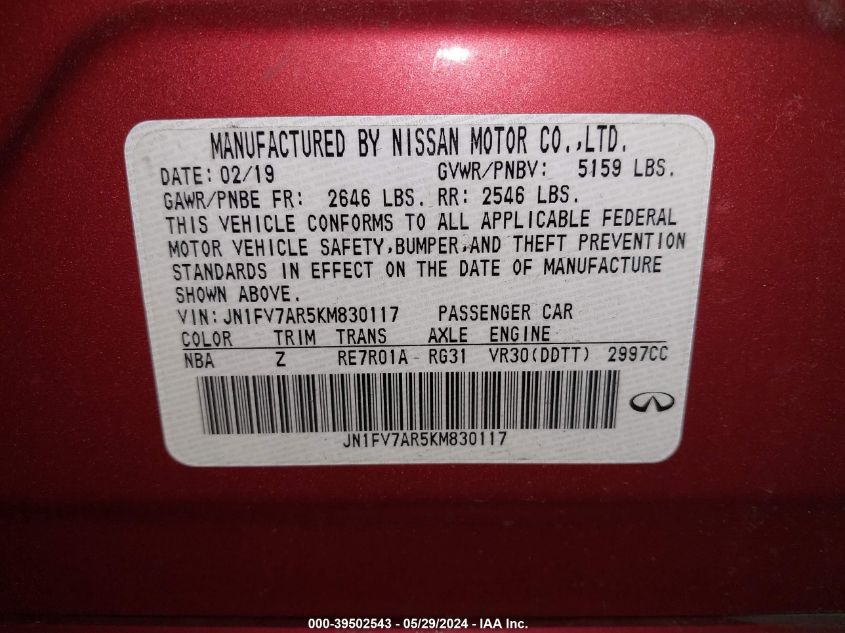 MANUFACTURED BY NISSAN MOTOR CO.,LTD.
DATE: 02/19 GVWR/PNBV: 5159 LBS.
GAWR/PNBE FR: 2646 LBS. RR: 2546 LBS.
THIS VEHICLE CONFORMS TO ALL APPLICABLE FEDERAL
MOTOR VEHICLE SAFETY,BUMPER,AND THEFT PREVENTION
STANDARDS IN EFFECT ON THE DATE OF MANUFACTURE
SHOWN ABOVE.
VIN:JN1FV7AR5KM830117 PASSENGER CAR
COLOR TRIM TRANS AXLE ENGINE
NBA Z RE7R01A RG31 VR30(DDTT) 2997CC
JN1FV7AR5KM830117
000-39502543 - 05/29/2024 - IAA Inc.